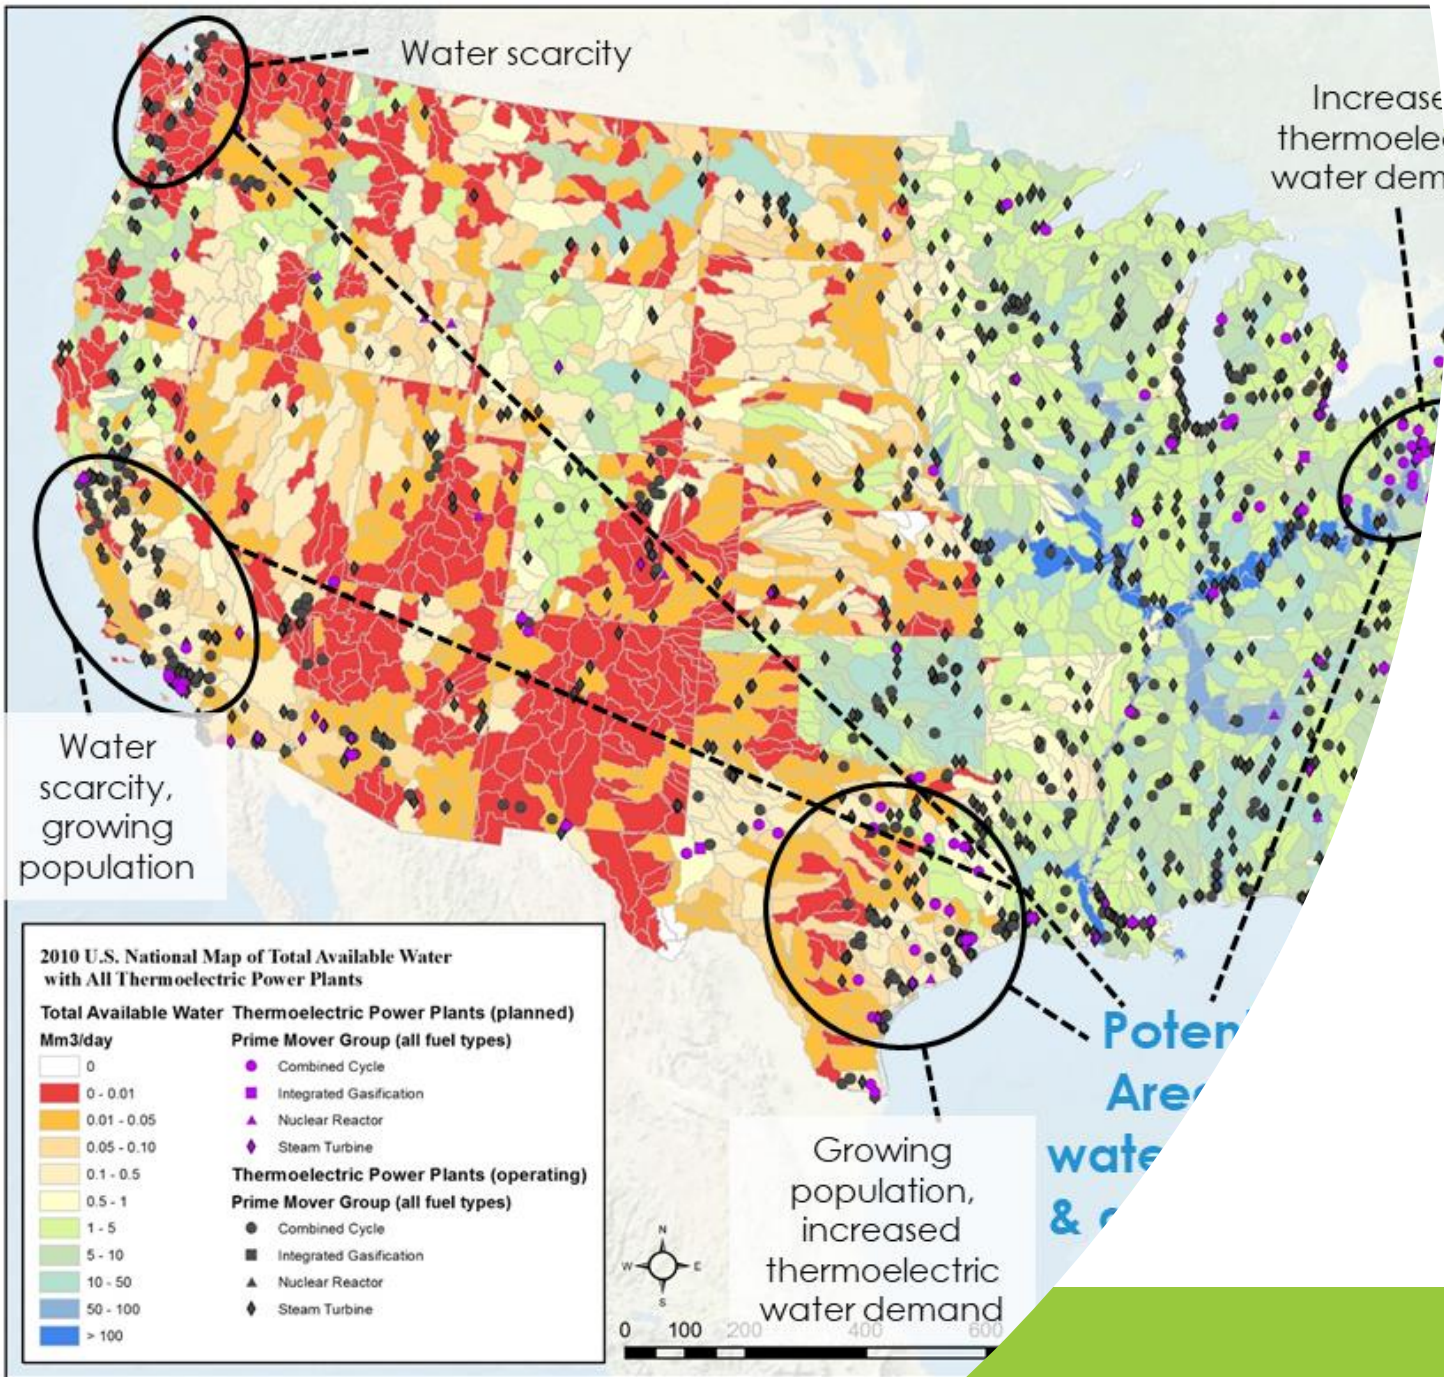 Water scarcity
Increase
thermoelec
water dem
Water
scarcity,
growing
population
2010 U.S. National Map of Total Available Water
with All Thermoelectric Power Plants
Total Available Water
Mm3/day
0
0 - 0.01
0.01 - 0.05
0.05 - 0.10
0.1 - 0.5
0.5 - 1
1 - 5
5 - 10
10 - 50
50 - 100
> 100
Thermoelectric Power Plants (planned)
Prime Mover Group (all fuel types)
Combined Cycle
Integrated Gasification
Nuclear Reactor
Steam Turbine
Thermoelectric Power Plants (operating)
Prime Mover Group (all fuel types)
Combined Cycle
Integrated Gasification
Nuclear Reactor
Steam Turbine
N
W E
S
0 100 200 400 600
Growing
population,
increased
thermoelectric
water demand
Poten
Area
wate
&